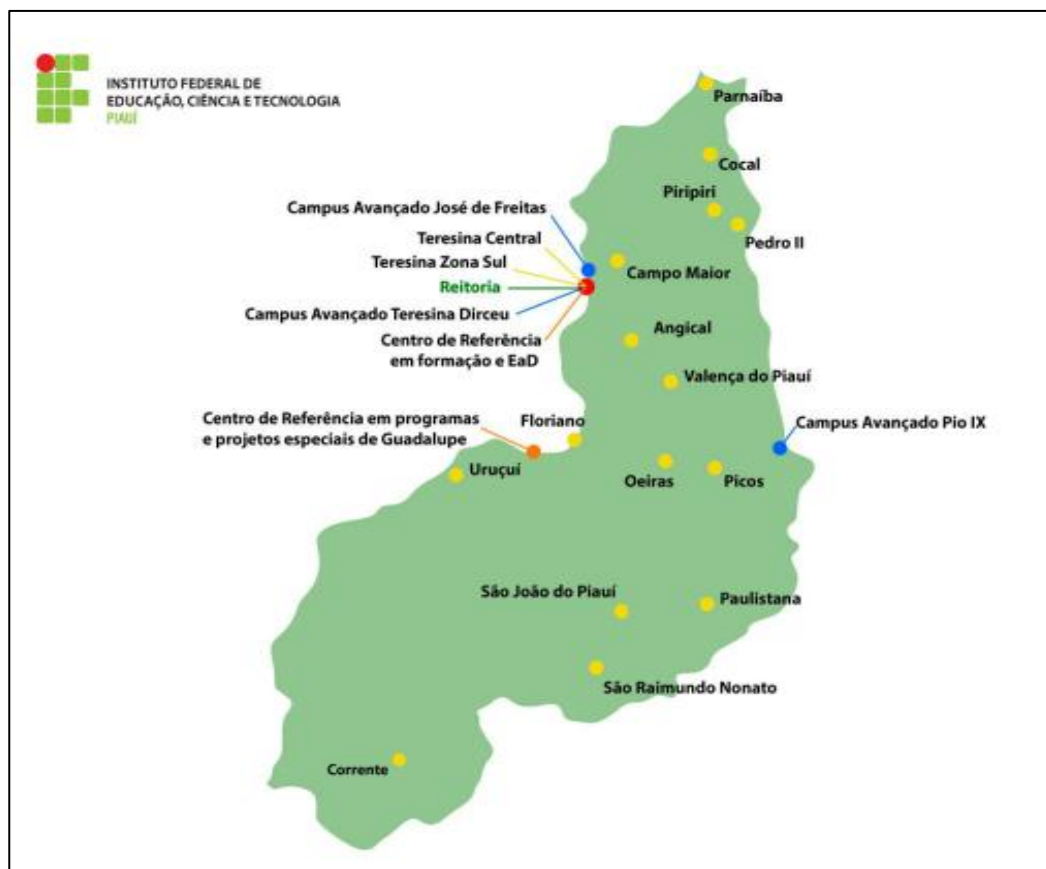 INSTITUTO FEDERAL DE
EDUCAÇÃO, CIÊNCIA E TECNOLOGIA
PIAUÍ
Parnaíba
Cocal
Piripiri
Pedro II
Campus Avançado José de Freitas
Teresina Central
Teresina Zona Sul
Campo Maior
Reitoria
Campus Avançado Teresina Dirceu
Centro de Referência
em formação e EaD
Angical
Valença do Piauí
Centro de Referência em programas
e projetos especiais de Guadalupe
Floriano
Campus Avançado Pio IX
Uruçuí
Oeiras
Picos
São João do Piauí
Paulistana
São Raimundo Nonato
Corrente